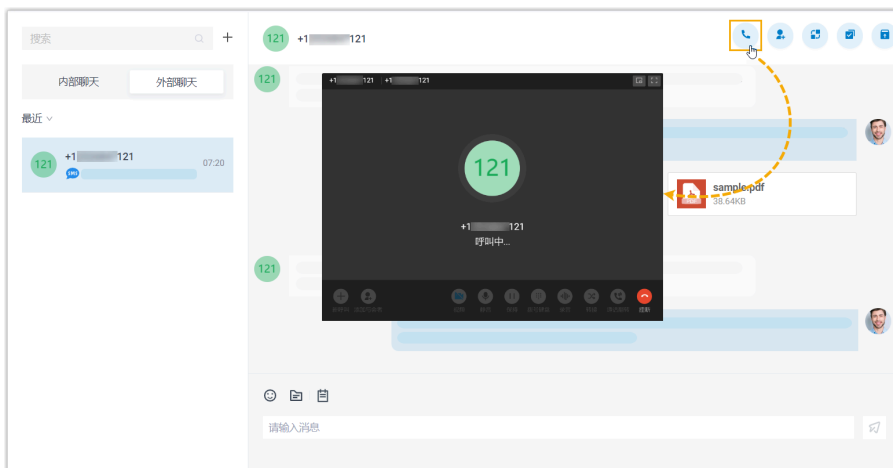 搜索
内部聊天 外部聊天
最近
121 +1 121 07:20
SMS
121 +1 121
121
+1 121 +1 121
121
+1 121
呼叫中...
挂断
sample.pdf
38.64KB
121
请输入消息